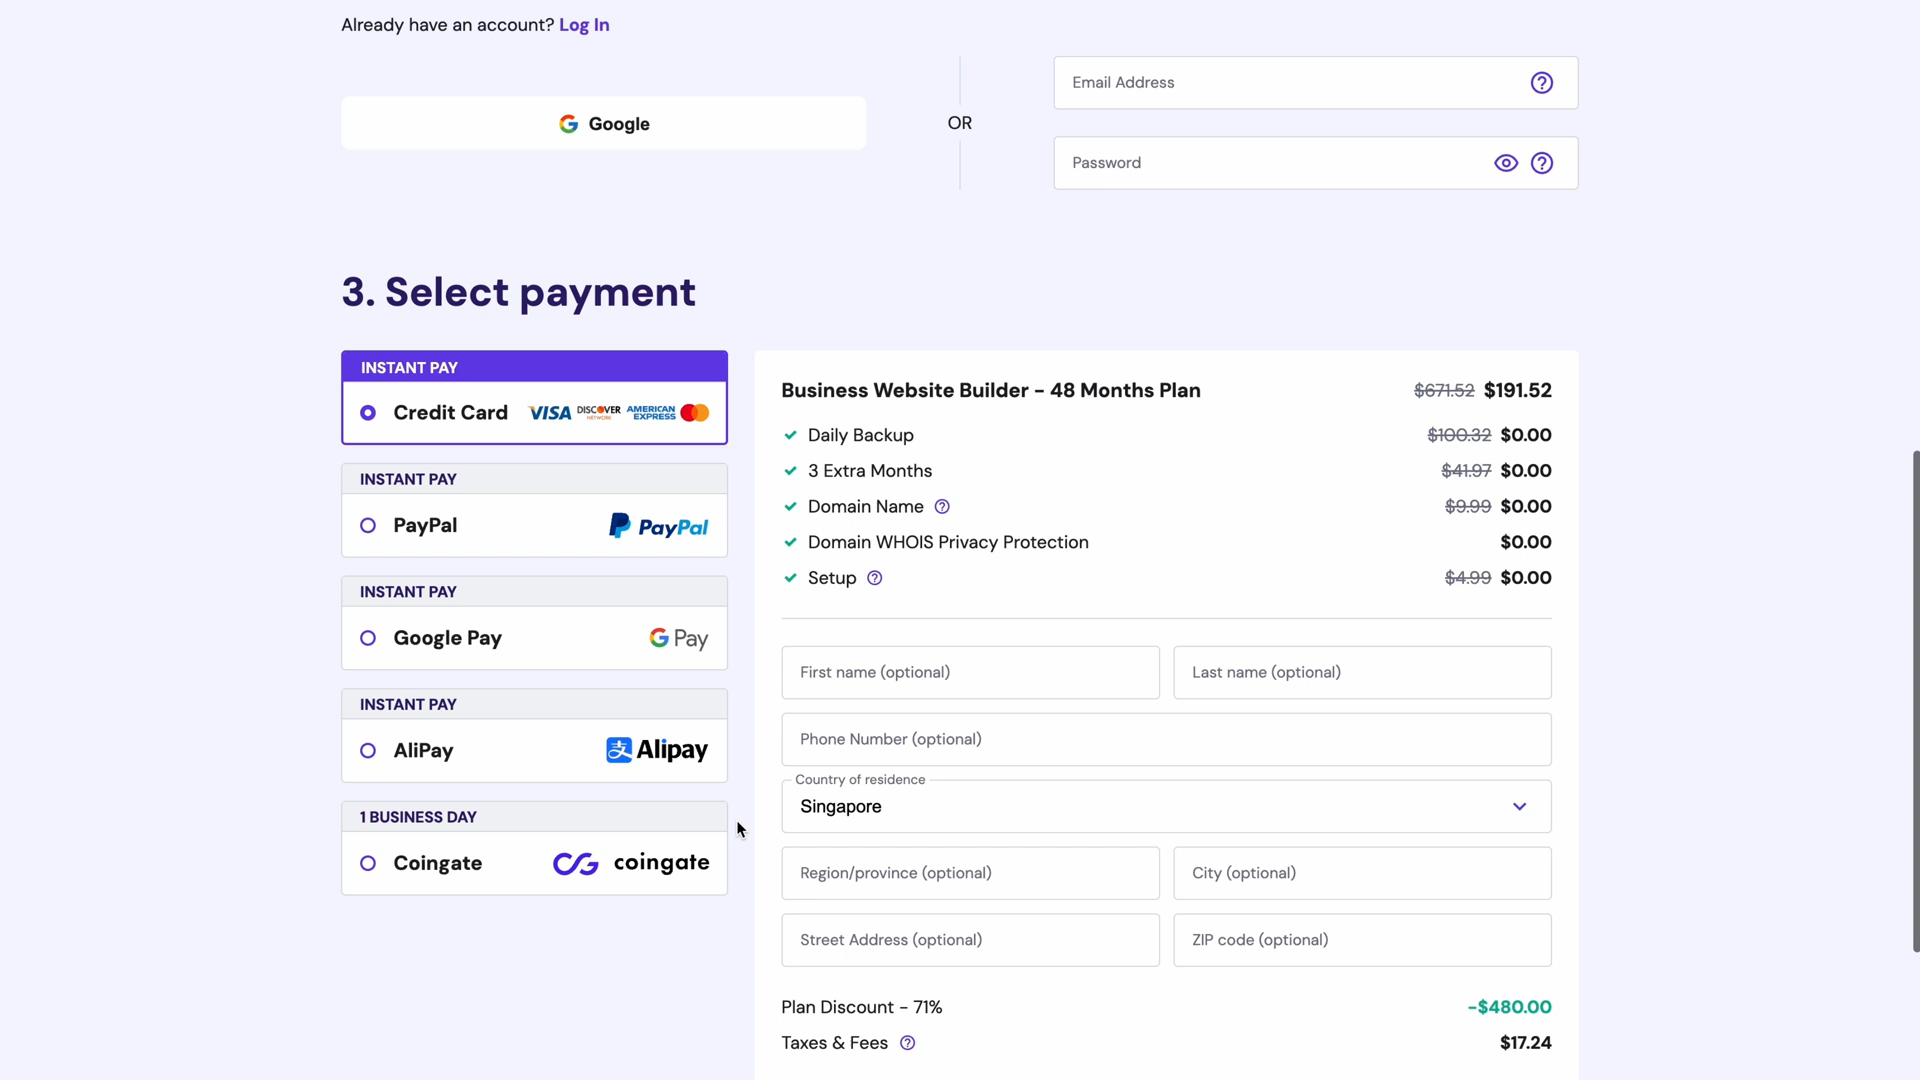 Already have an account? Log In
Google
OR
Email Address
Password
3. Select payment
INSTANT PAY
Credit Card VISA DISCOVER NETWORK AMERICAN EXPRESS
INSTANT PAY
PayPal PayPal
INSTANT PAY
Google Pay G Pay
INSTANT PAY
AliPay 支 Alipay
1 BUSINESS DAY
Coingate coingate
Business Website Builder - 48 Months Plan $671.52 $191.52
Daily Backup $100.32 $0.00
3 Extra Months $41.97 $0.00
Domain Name $9.99 $0.00
Domain WHOIS Privacy Protection $0.00
Setup $4.99 $0.00
First name (optional) Last name (optional)
Phone Number (optional)
Country of residence
Singapore
Region/province (optional) City (optional)
Street Address (optional) ZIP code (optional)
Plan Discount - 71% -$480.00
Taxes & Fees $17.24